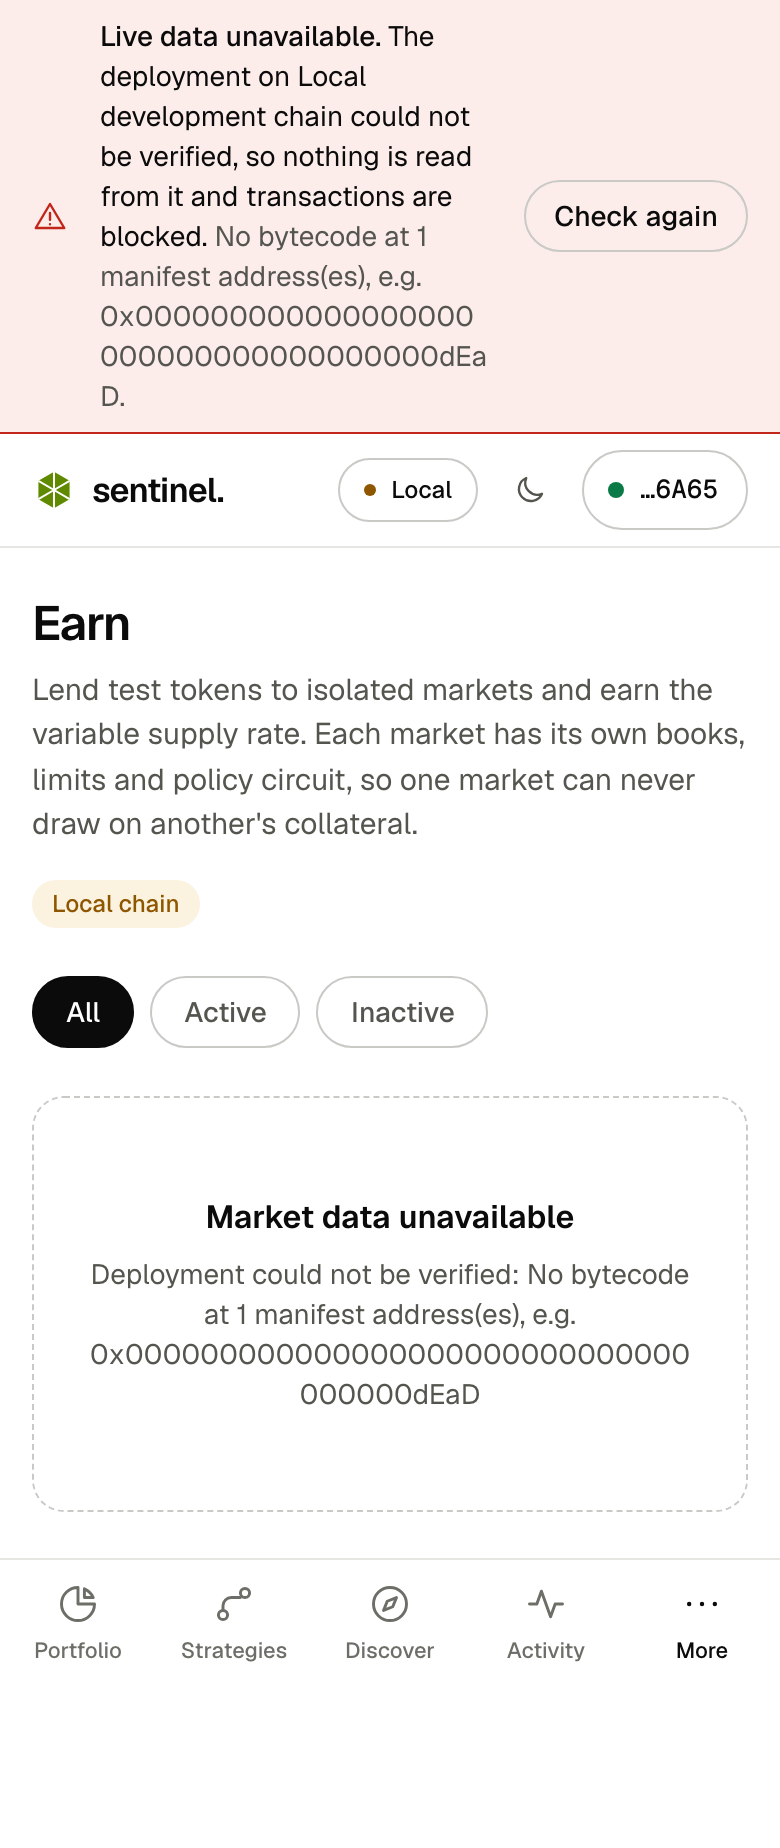 Live data unavailable. The
deployment on Local
development chain could not
be verified, so nothing is read
from it and transactions are
blocked. No bytecode at 1
manifest address(es), e.g.
0x000000000000000000
000000000000000000dEa
D.
Check again
sentinel.
Local
…6A65
Earn
Lend test tokens to isolated markets and earn the
variable supply rate. Each market has its own books,
limits and policy circuit, so one market can never
draw on another's collateral.
Local chain
All
Active
Inactive
Market data unavailable
Deployment could not be verified: No bytecode
at 1 manifest address(es), e.g.
0x000000000000000000000000000000
000000dEaD
Portfolio
Strategies
Discover
Activity
More